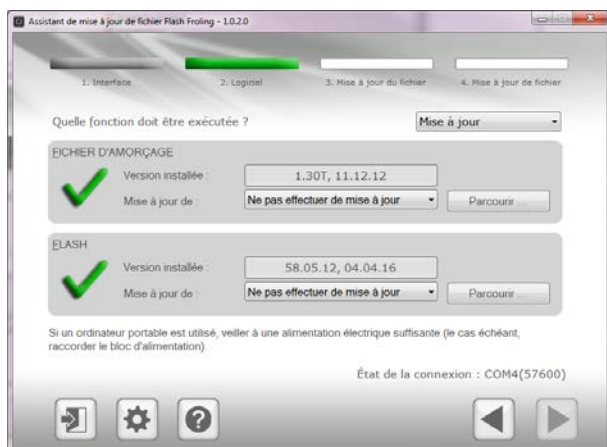 Assistant de mise à jour de fichier Flash Froling - 1.0.2.0
1. Interface
2. Logiciel
3. Mise à jour du fichier
4. Mise à jour de fichier
Quelle fonction doit être exécutée ?
Mise à jour
FICHIER D'AMORÇAGE
Version installée :
1.30T, 11.12.12
Mise à jour de :
Ne pas effectuer de mise à jour
Parcourir ...
FLASH
Version installée :
58.05.12, 04.04.16
Mise à jour de :
Ne pas effectuer de mise à jour
Parcourir ...
Si un ordinateur portable est utilisé, veiller à une alimentation électrique suffisante (le cas échéant,
raccorder le bloc d'alimentation).
État de la connexion : COM4(57600)